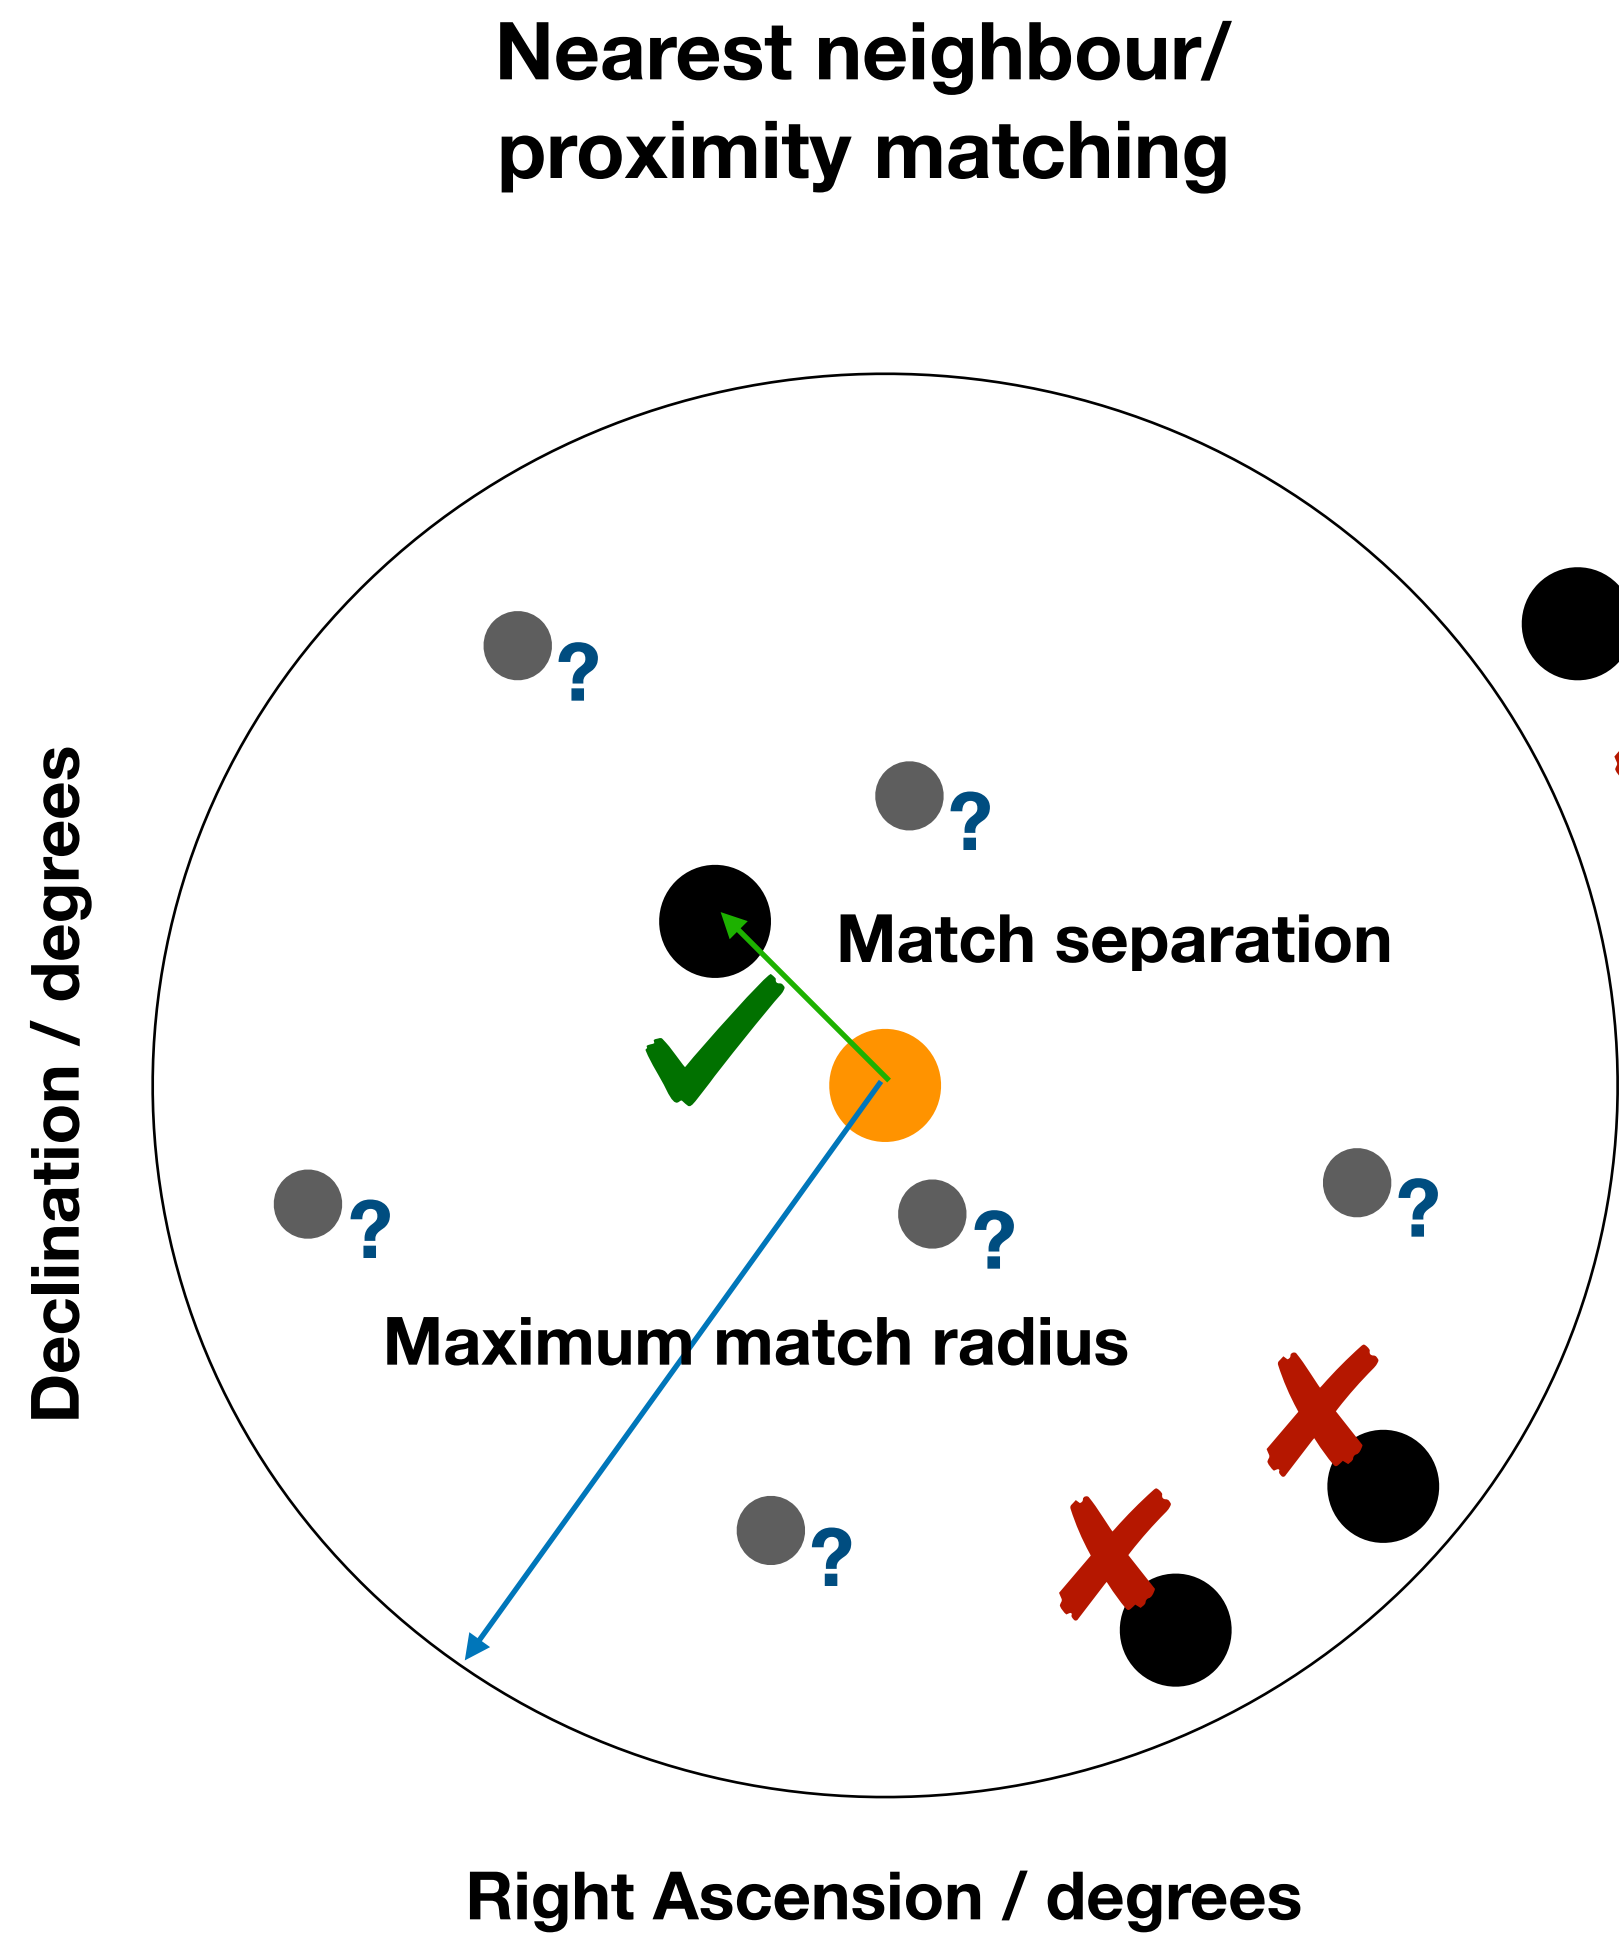 Nearest neighbour/
proximity matching
?
?
Match separation
Declination / degrees
?
?
?
Maximum match radius
?
Right Ascension / degrees